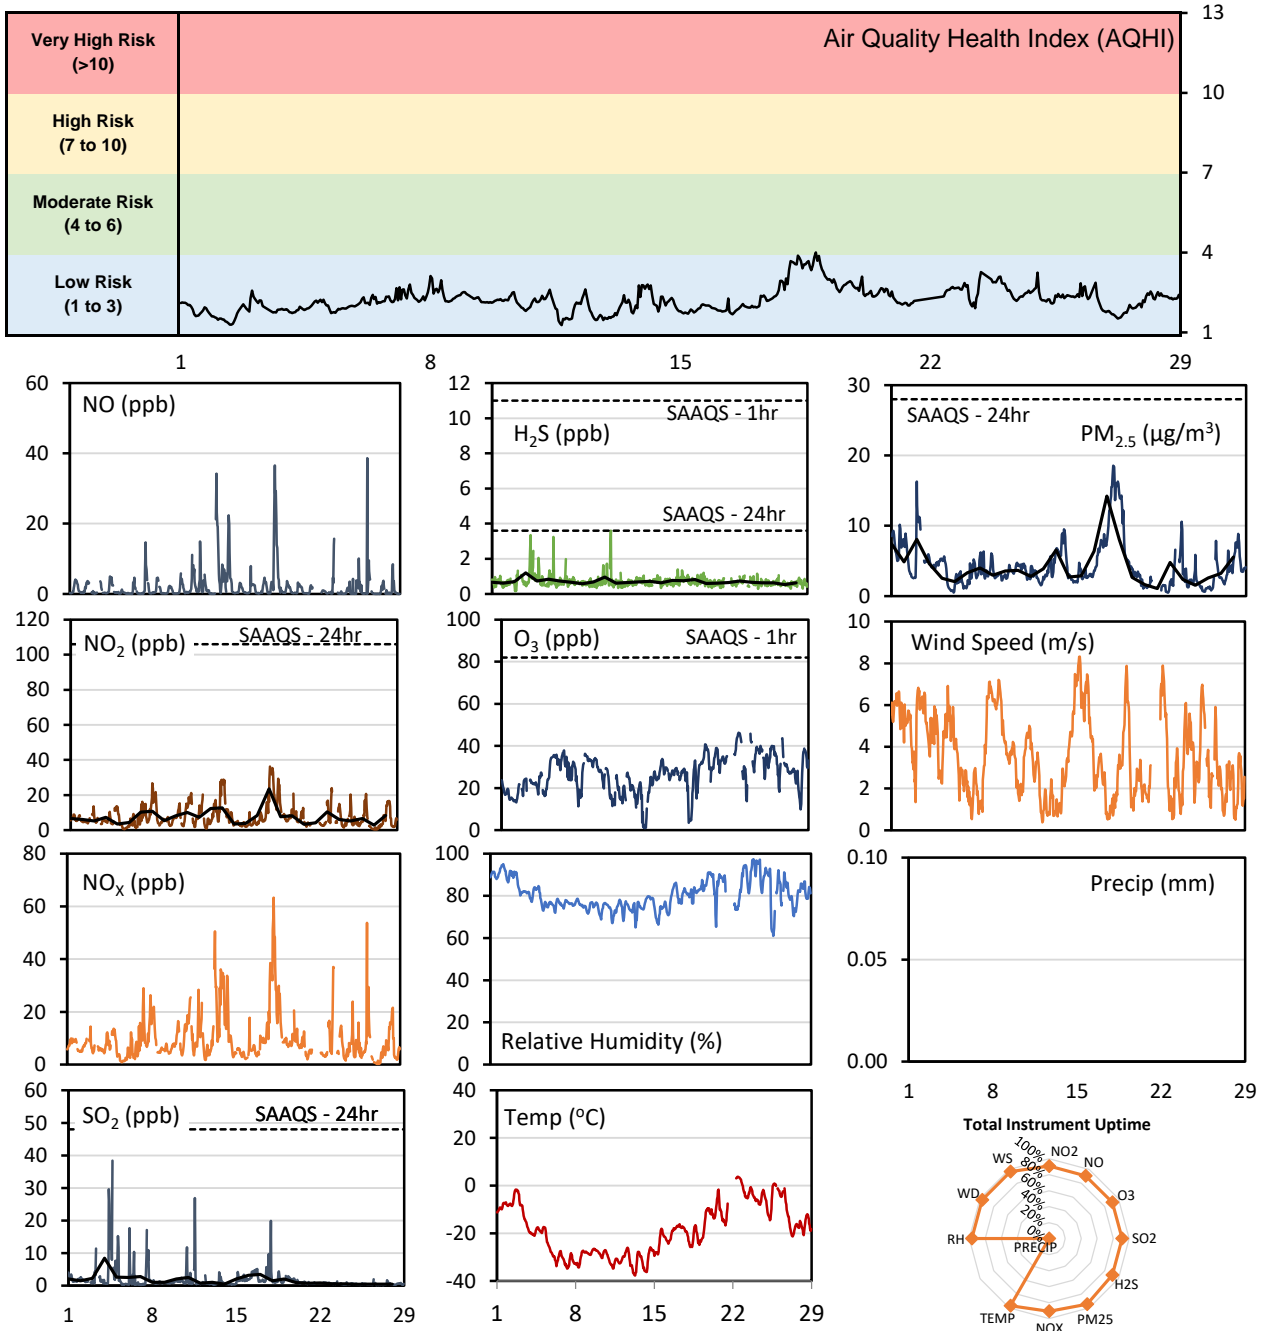 Air Quality Health Index (AQHI)
Very High Risk
(>10)
High Risk
(7 to 10)
Moderate Risk
(4 to 6)
Low Risk
(1 to 3)
13
10
7
4
1
1 8 15 22 29
NO (ppb)
60
40
20
0
H₂S (ppb)
SAAQS - 1hr
SAAQS - 24hr
12
10
8
6
4
2
0
PM₂.₅ (µg/m³)
SAAQS - 24hr
30
20
10
0
NO₂ (ppb)
SAAQS - 24hr
120
100
80
60
40
20
0
O₃ (ppb)
SAAQS - 1hr
100
80
60
40
20
0
Wind Speed (m/s)
10
8
6
4
2
0
NOₓ (ppb)
80
60
40
20
0
Relative Humidity (%)
100
80
60
40
20
0
Precip (mm)
0.10
0.05
0.00
1 8 15 22 29
SO₂ (ppb)
SAAQS - 24hr
60
50
40
30
20
10
0
1 8 15 22 29
Temp (°C)
40
20
0
-20
-40
1 8 15 22 29
Total Instrument Uptime
100%
80%
60%
40%
20%
0%
NO2
NO
O3
SO2
H2S
PM25
NOX
TEMP
PRECIP
RH
WD
WS